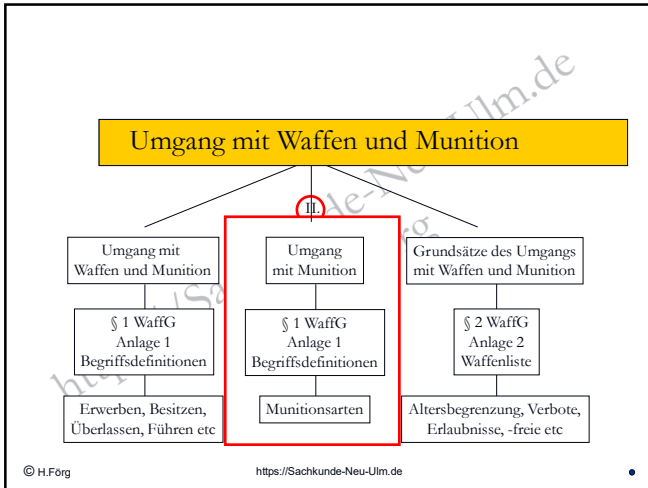 Umgang mit Waffen und Munition
II.
Umgang mit
Waffen und Munition
§ 1 WaffG
Anlage 1
Begriffsdefinitionen
Erwerben, Besitzen,
Überlassen, Führen etc
Umgang
mit Munition
§ 1 WaffG
Anlage 1
Begriffsdefinitionen
Munitionsarten
Grundsätze des Umgangs
mit Waffen und Munition
§ 2 WaffG
Anlage 2
Waffenliste
Altersbegrenzung, Verbote,
Erlaubnisse, -freie etc
© H.Förg
https://Sachkunde-Neu-Ulm.de